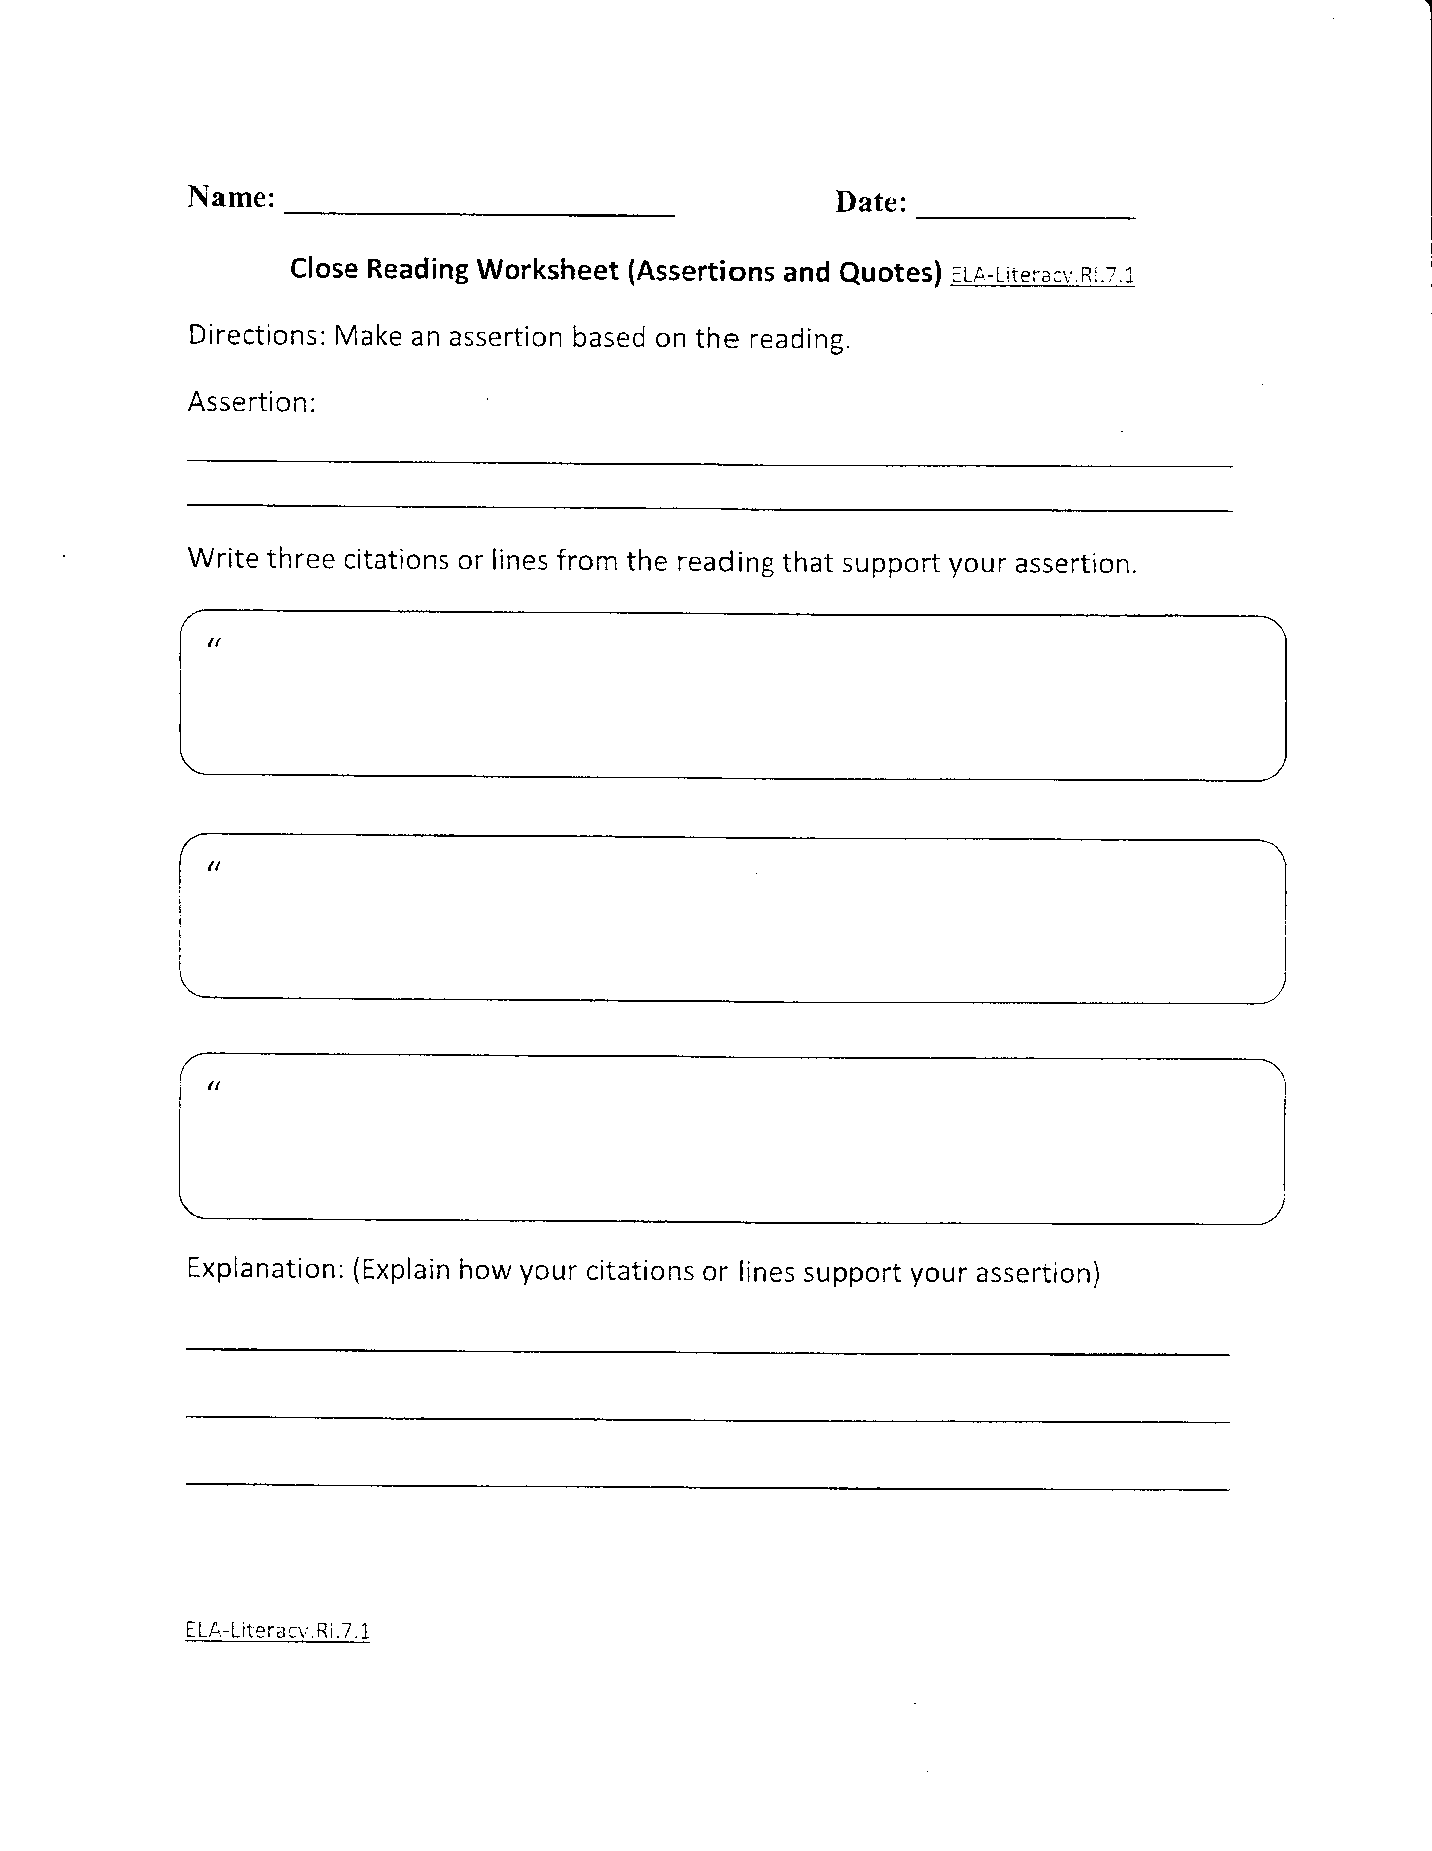 Name: ____________ Date: ____________
Close Reading Worksheet (Assertions and Quotes) ELA-Literacy.RI.7.1
Directions: Make an assertion based on the reading.
Assertion:
Write three citations or lines from the reading that support your assertion.
“
“
“
Explanation: (Explain how your citations or lines support your assertion)
ELA-Literacy.RI.7.1